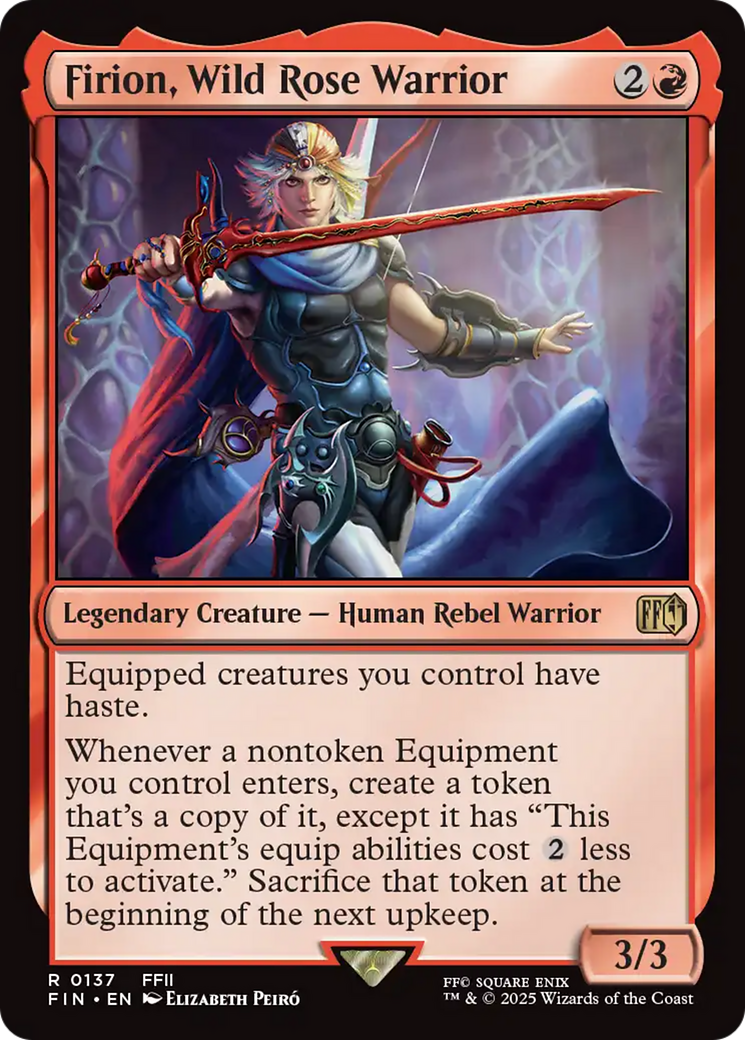 Firion, Wild Rose Warrior 2
Legendary Creature — Human Rebel Warrior FF
Equipped creatures you control have
haste.
Whenever a nontoken Equipment
you control enters, create a token
that's a copy of it, except it has “This
Equipment's equip abilities cost 2 less
to activate.” Sacrifice that token at the
beginning of the next upkeep.
3/3
R 0137 FFII
FIN • EN Elizabeth Peiró
FF© SQUARE ENIX
™ & © 2025 Wizards of the Coast